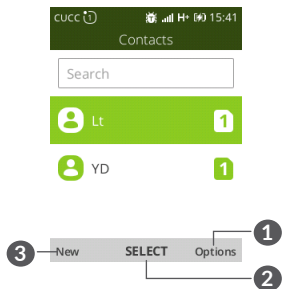 CUCC 1 H+ 15:41
Contacts
Search
Lt 1
YD 1
New SELECT Options
1
2
3